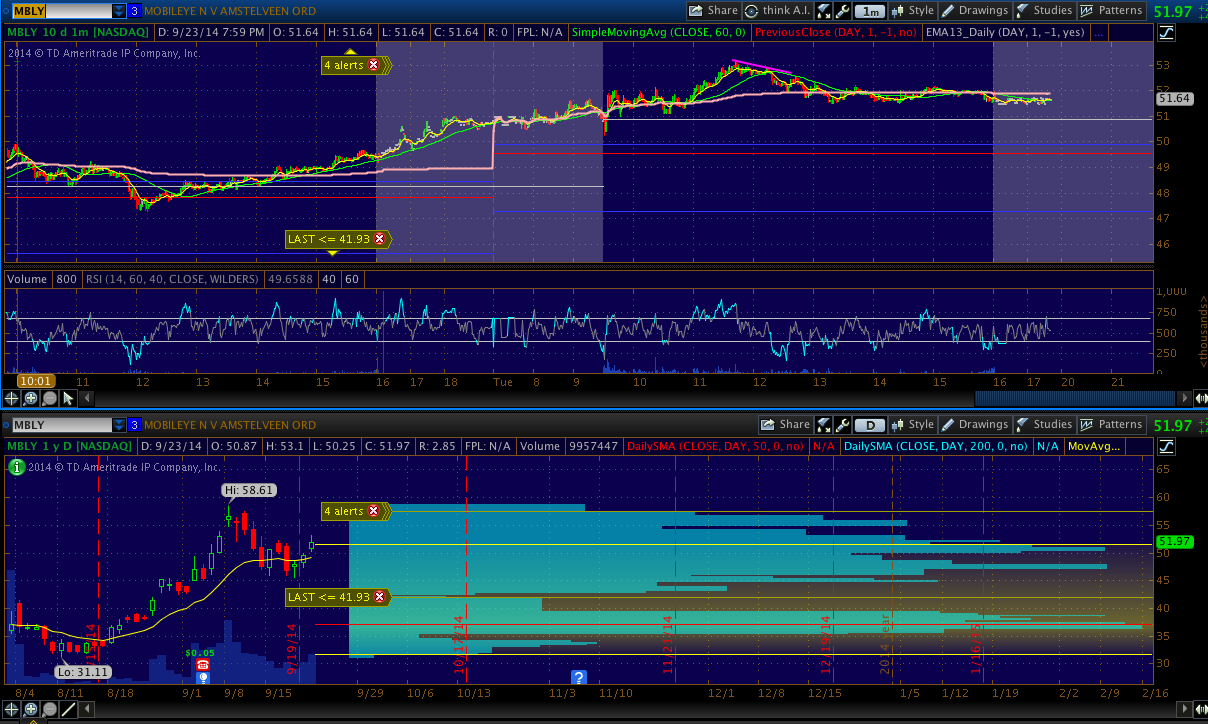 MBLY 3 MOBILEYE N V AMSTELVEEN ORD Share think A.I. 1m Style Drawings Studies Patterns 51.97
MBLY 10 d 1m [NASDAQ] D: 9/23/14 7:59 PM O: 51.64 H: 51.64 L: 51.64 C: 51.64 R: 0 FPL: N/A SimpleMovingAvg (CLOSE, 60, 0) PreviousClose (DAY, 1, -1, no) EMA13_Daily (DAY, 1, -1, yes) ...
2014 © TD Ameritrade IP Company, Inc.
4 alerts
53
52
51.64
51
50
49
48
47
LAST <= 41.93
46
Volume 800 RSI (14, 60, 40, CLOSE, WILDERS) 49.6588 40 60
1,000
750
500
250
<thousands>
10:01 11 12 13 14 15 16 17 18 Tue 8 9 10 11 12 13 14 15 16 17 20 21
MBLY 3 MOBILEYE N V AMSTELVEEN ORD Share D Style Drawings Studies Patterns 51.97
MBLY 1 y D [NASDAQ] D: 9/23/14 O: 50.87 H: 53.1 L: 50.25 C: 51.97 R: 2.85 FPL: N/A Volume 9957447 DailySMA (CLOSE, DAY, 50, 0, no) N/A DailySMA (CLOSE, DAY, 200, 0, no) N/A MovAvg...
i 2014 © TD Ameritrade IP Company, Inc.
65
Hi: 58.61
60
4 alerts
55
51.97
50
45
LAST <= 41.93
40
35
30
9/19/14
10/17/14
11/21/14
12/19/14
2014 year
1/16/15
$0.05
Lo: 31.11
?
8/4 8/11 8/18 9/1 9/8 9/15 9/29 10/6 10/13 11/3 11/10 12/1 12/8 12/15 1/5 1/12 1/19 2/2 2/9 2/16